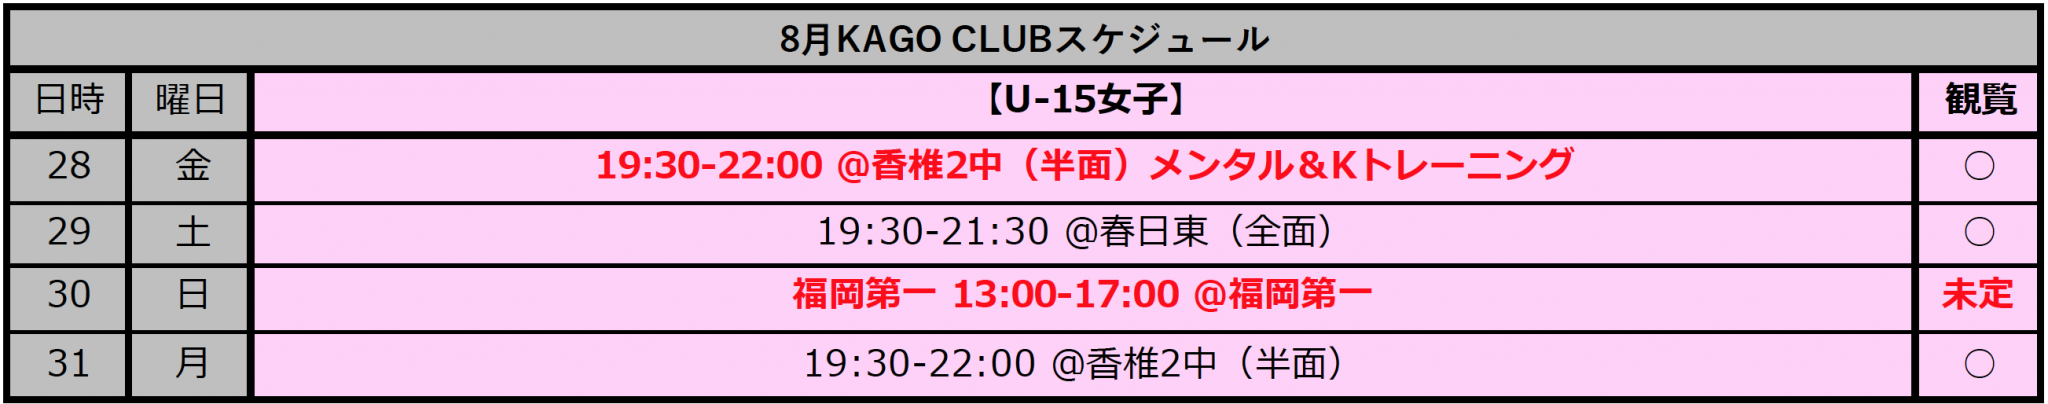 8月KAGO CLUBスケジュール
日時 曜日 【U-15女子】 観覧
28 金 19:30-22:00 @香椎2中（半面）メンタル＆Kトレーニング ○
29 土 19:30-21:30 @春日東（全面） ○
30 日 福岡第一 13:00-17:00 @福岡第一 未定
31 月 19:30-22:00 @香椎2中（半面） ○